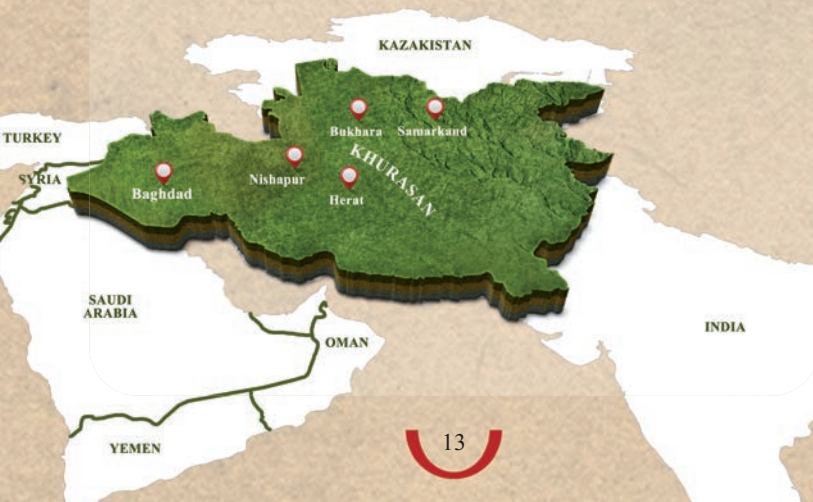 KAZAKISTAN
TURKEY
Bukhara
Samarkand
SYRIA
Nishapur
KHURASAN
Baghdad
Herat
SAUDI
ARABIA
OMAN
INDIA
YEMEN
13